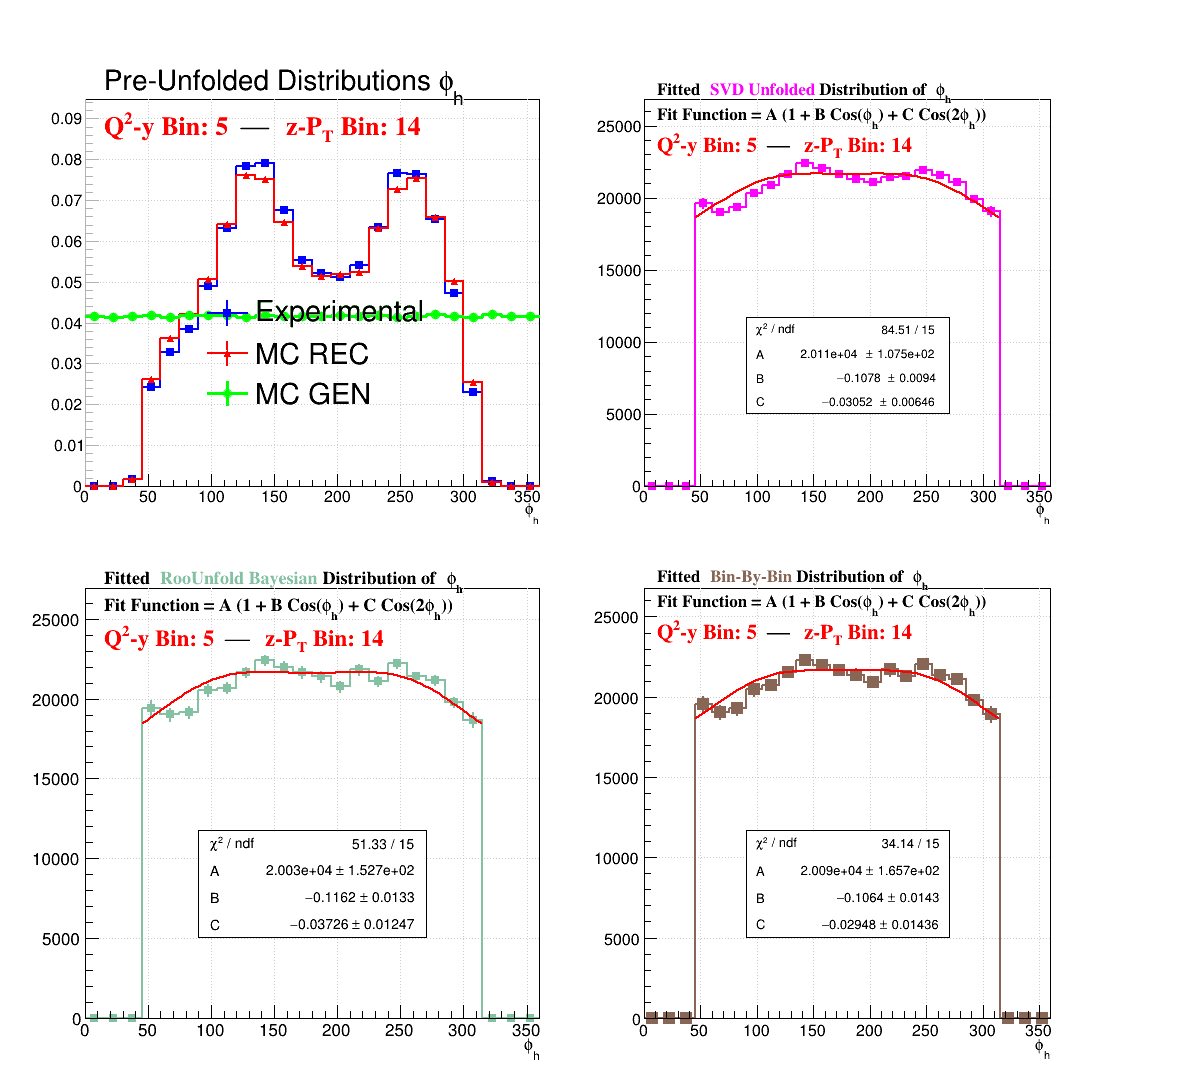 Pre-Unfolded Distributions ϕh
Q2-y Bin: 5 — z-PT Bin: 14
0.09
0.08
0.07
0.06
0.05
0.04
0.03
0.02
0.01
0
Experimental
MC REC
MC GEN
0 50 100 150 200 250 300 350
ϕh
Fitted SVD Unfolded Distribution of ϕh
Fit Function = A (1 + B Cos(ϕh) + C Cos(2ϕh))
Q2-y Bin: 5 — z-PT Bin: 14
25000
20000
15000
10000
5000
0
χ2 / ndf 84.51 / 15
A 2.011e+04 ± 1.075e+02
B −0.1078 ± 0.0094
C −0.03052 ± 0.00646
0 50 100 150 200 250 300 350
ϕh
Fitted RooUnfold Bayesian Distribution of ϕh
Fit Function = A (1 + B Cos(ϕh) + C Cos(2ϕh))
Q2-y Bin: 5 — z-PT Bin: 14
25000
20000
15000
10000
5000
0
χ2 / ndf 51.33 / 15
A 2.003e+04 ± 1.527e+02
B −0.1162 ± 0.0133
C −0.03726 ± 0.01247
0 50 100 150 200 250 300 350
ϕh
Fitted Bin-By-Bin Distribution of ϕh
Fit Function = A (1 + B Cos(ϕh) + C Cos(2ϕh))
Q2-y Bin: 5 — z-PT Bin: 14
25000
20000
15000
10000
5000
0
χ2 / ndf 34.14 / 15
A 2.009e+04 ± 1.657e+02
B −0.1064 ± 0.0143
C −0.02948 ± 0.01436
0 50 100 150 200 250 300 350
ϕh